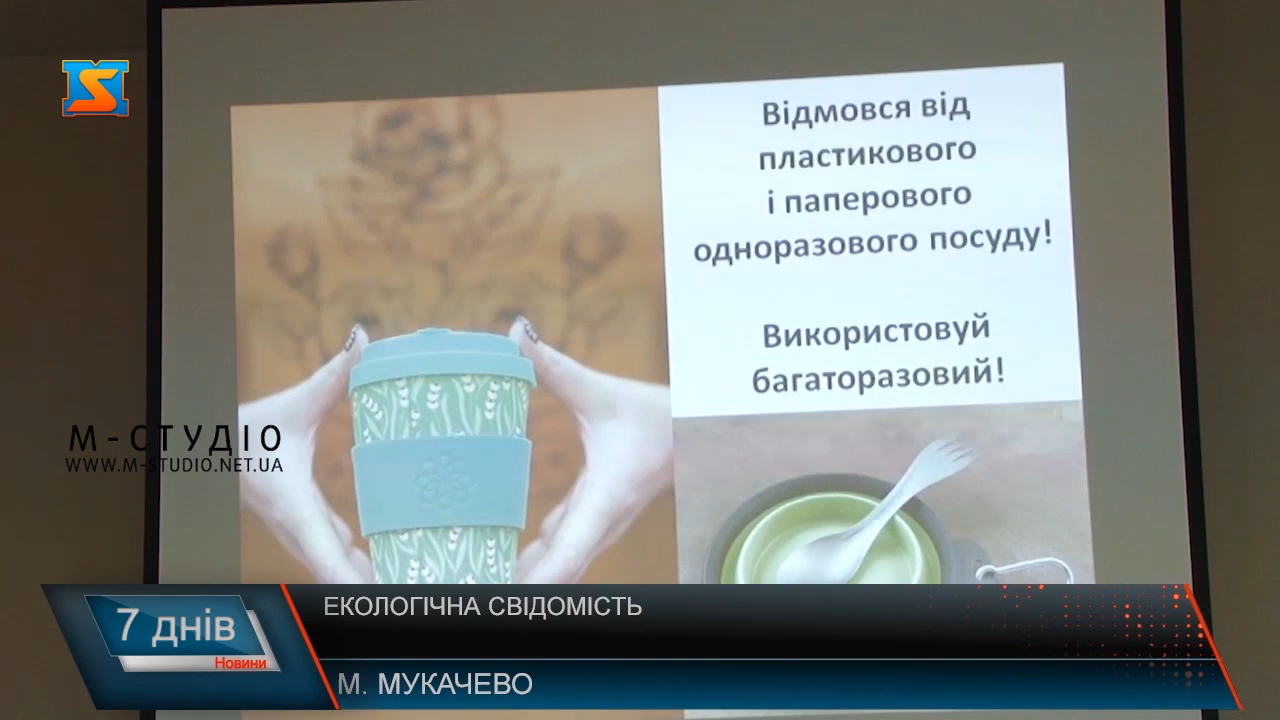 Відмовся від
пластикового
і паперового
одноразового посуду!
Використовуй
багаторазовий!
М-СТУДІО
WWW.M-STUDIO.NET.UA
7 днів
Новини
ЕКОЛОГІЧНА СВІДОМІСТЬ
М. МУКАЧЕВО